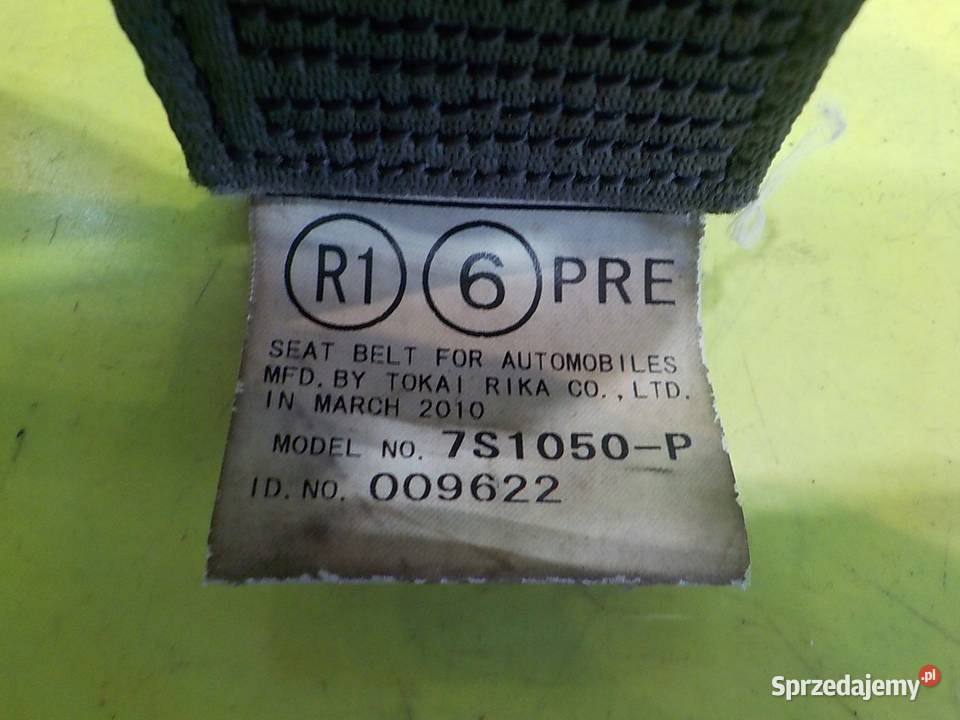 R1 6 PRE
SEAT BELT FOR AUTOMOBILES
MFD. BY TOKAI RIKA CO., LTD.
IN MARCH 2010
MODEL NO. 7S1050-P
ID. NO. 009622
Sprzedajemy.pl